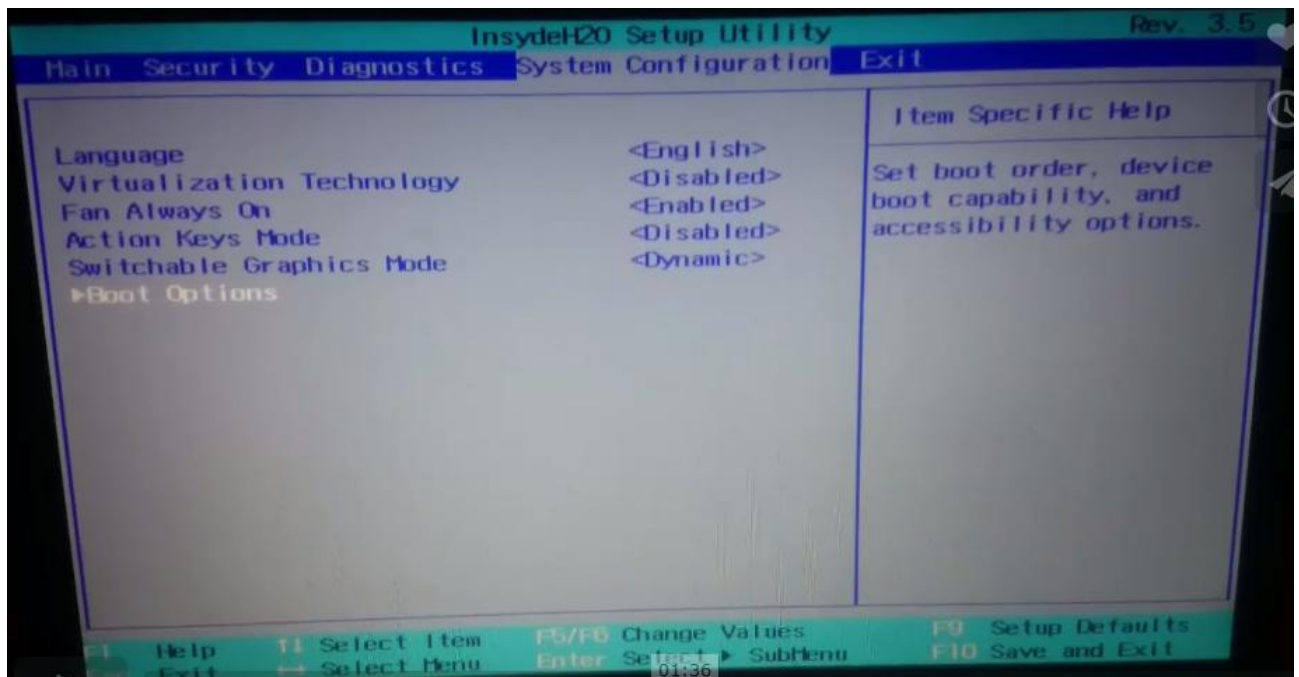 InsydeH20 Setup Utility Rev. 3.5
Main Security Diagnostics System Configuration Exit
Item Specific Help
Language <English>
Virtualization Technology <Disabled>
Fan Always On <Enabled>
Action Keys Mode <Disabled>
Switchable Graphics Mode <Dynamic>
▶Boot Options
Set boot order, device
boot capability, and
accessibility options.
F1 Help ↑↓ Select Item F5/F6 Change Values F9 Setup Defaults
Exit ↔ Select Menu Enter Select ▶ SubMenu F10 Save and Exit
01:36